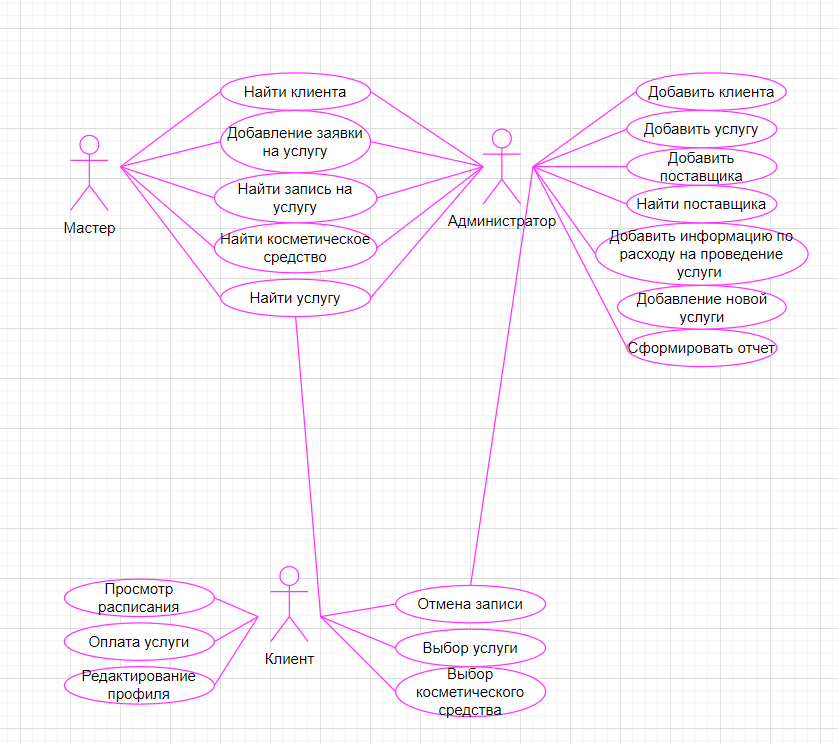 Найти клиента
Добавление заявки
на услугу
Найти запись на
услугу
Найти косметическое
средство
Найти услугу
Мастер
Администратор
Добавить клиента
Добавить услугу
Добавить
поставщика
Найти поставщика
Добавить информацию по
расходу на проведение
услуги
Добавление новой
услуги
Сформировать отчет
Просмотр
расписания
Оплата услуги
Редактирование
профиля
Клиент
Отмена записи
Выбор услуги
Выбор
косметического
средства